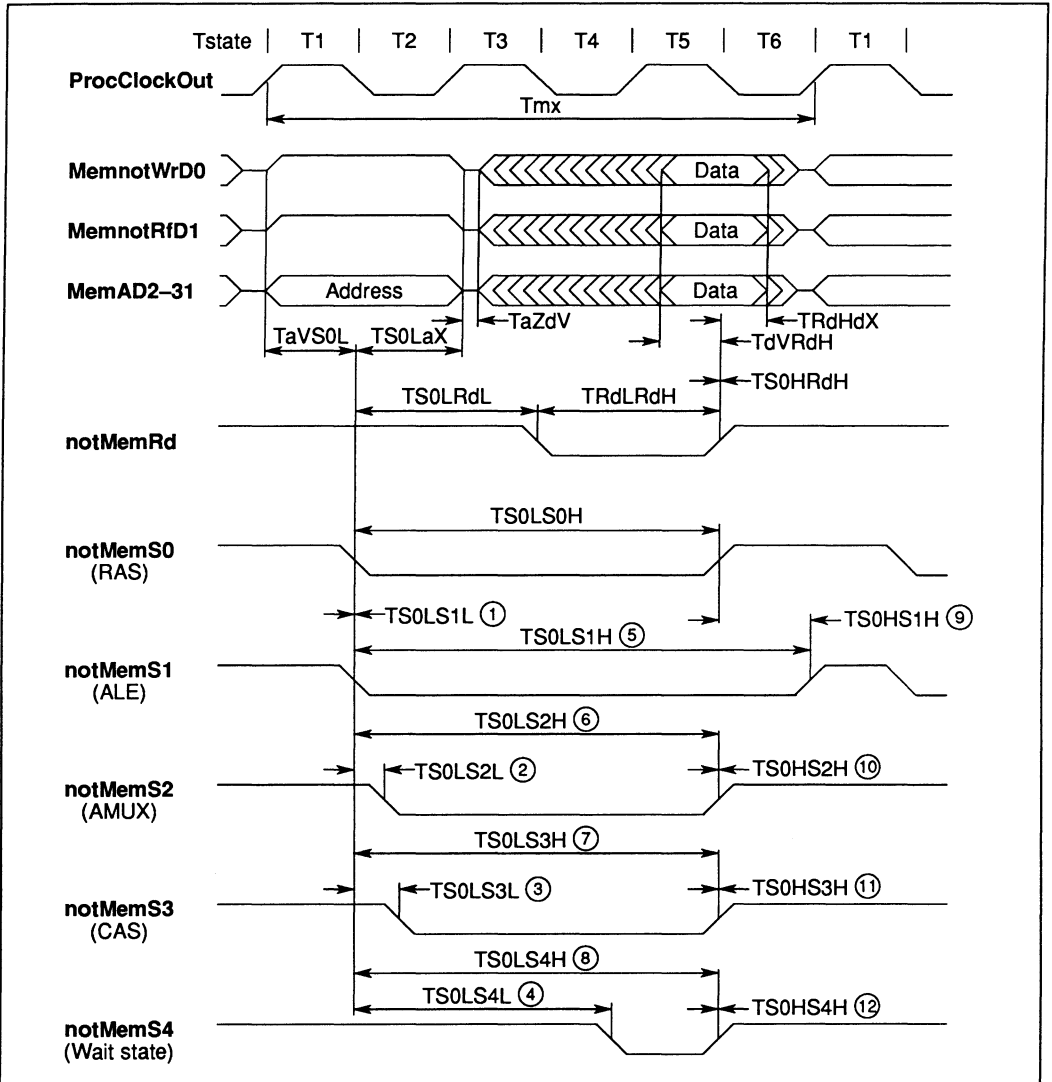 Tstate | T1 | T2 | T3 | T4 | T5 | T6 | T1 |
ProcClockOut
Tmx
MemnotWrD0 Data
MemnotRfD1 Data
MemAD2–31 Address Data
TaZdV TRdHdX
TaVS0L TS0LaX TdVRdH
TS0HRdH
TS0LRdL TRdLRdH
notMemRd
TS0LS0H
notMemS0
(RAS)
TS0LS1L ① TS0HS1H ⑨
TS0LS1H ⑤
notMemS1
(ALE)
TS0LS2H ⑥
TS0LS2L ② TS0HS2H ⑩
notMemS2
(AMUX)
TS0LS3H ⑦
TS0LS3L ③ TS0HS3H ⑪
notMemS3
(CAS)
TS0LS4H ⑧
TS0LS4L ④ TS0HS4H ⑫
notMemS4
(Wait state)